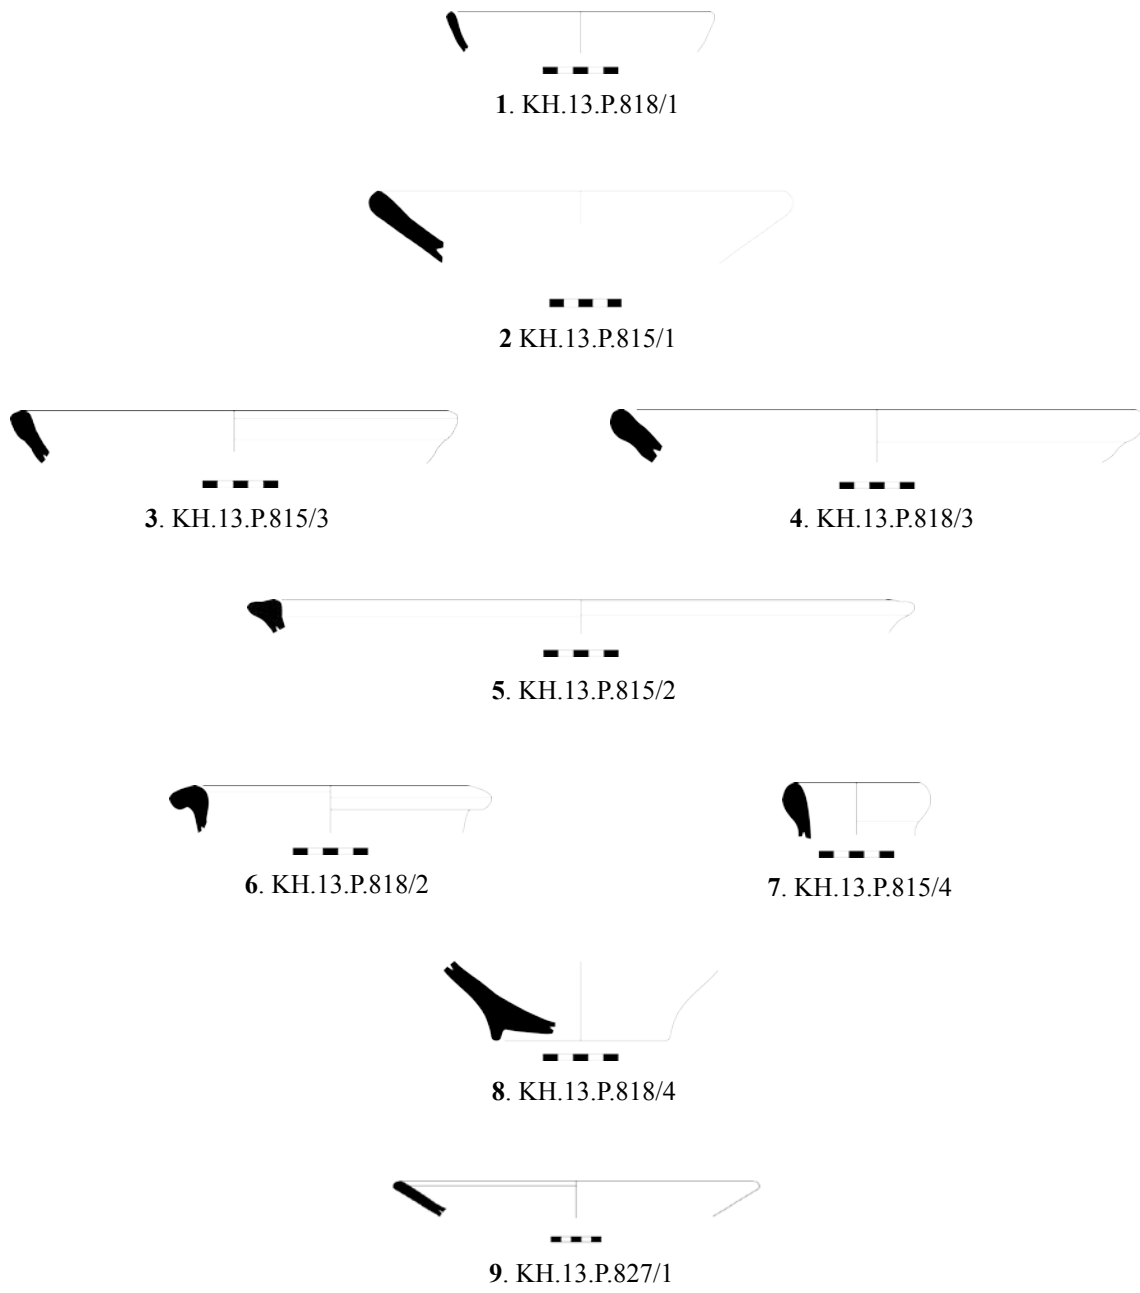 1. KH.13.P.818/1
2 KH.13.P.815/1
3. KH.13.P.815/3
4. KH.13.P.818/3
5. KH.13.P.815/2
6. KH.13.P.818/2
7. KH.13.P.815/4
8. KH.13.P.818/4
9. KH.13.P.827/1